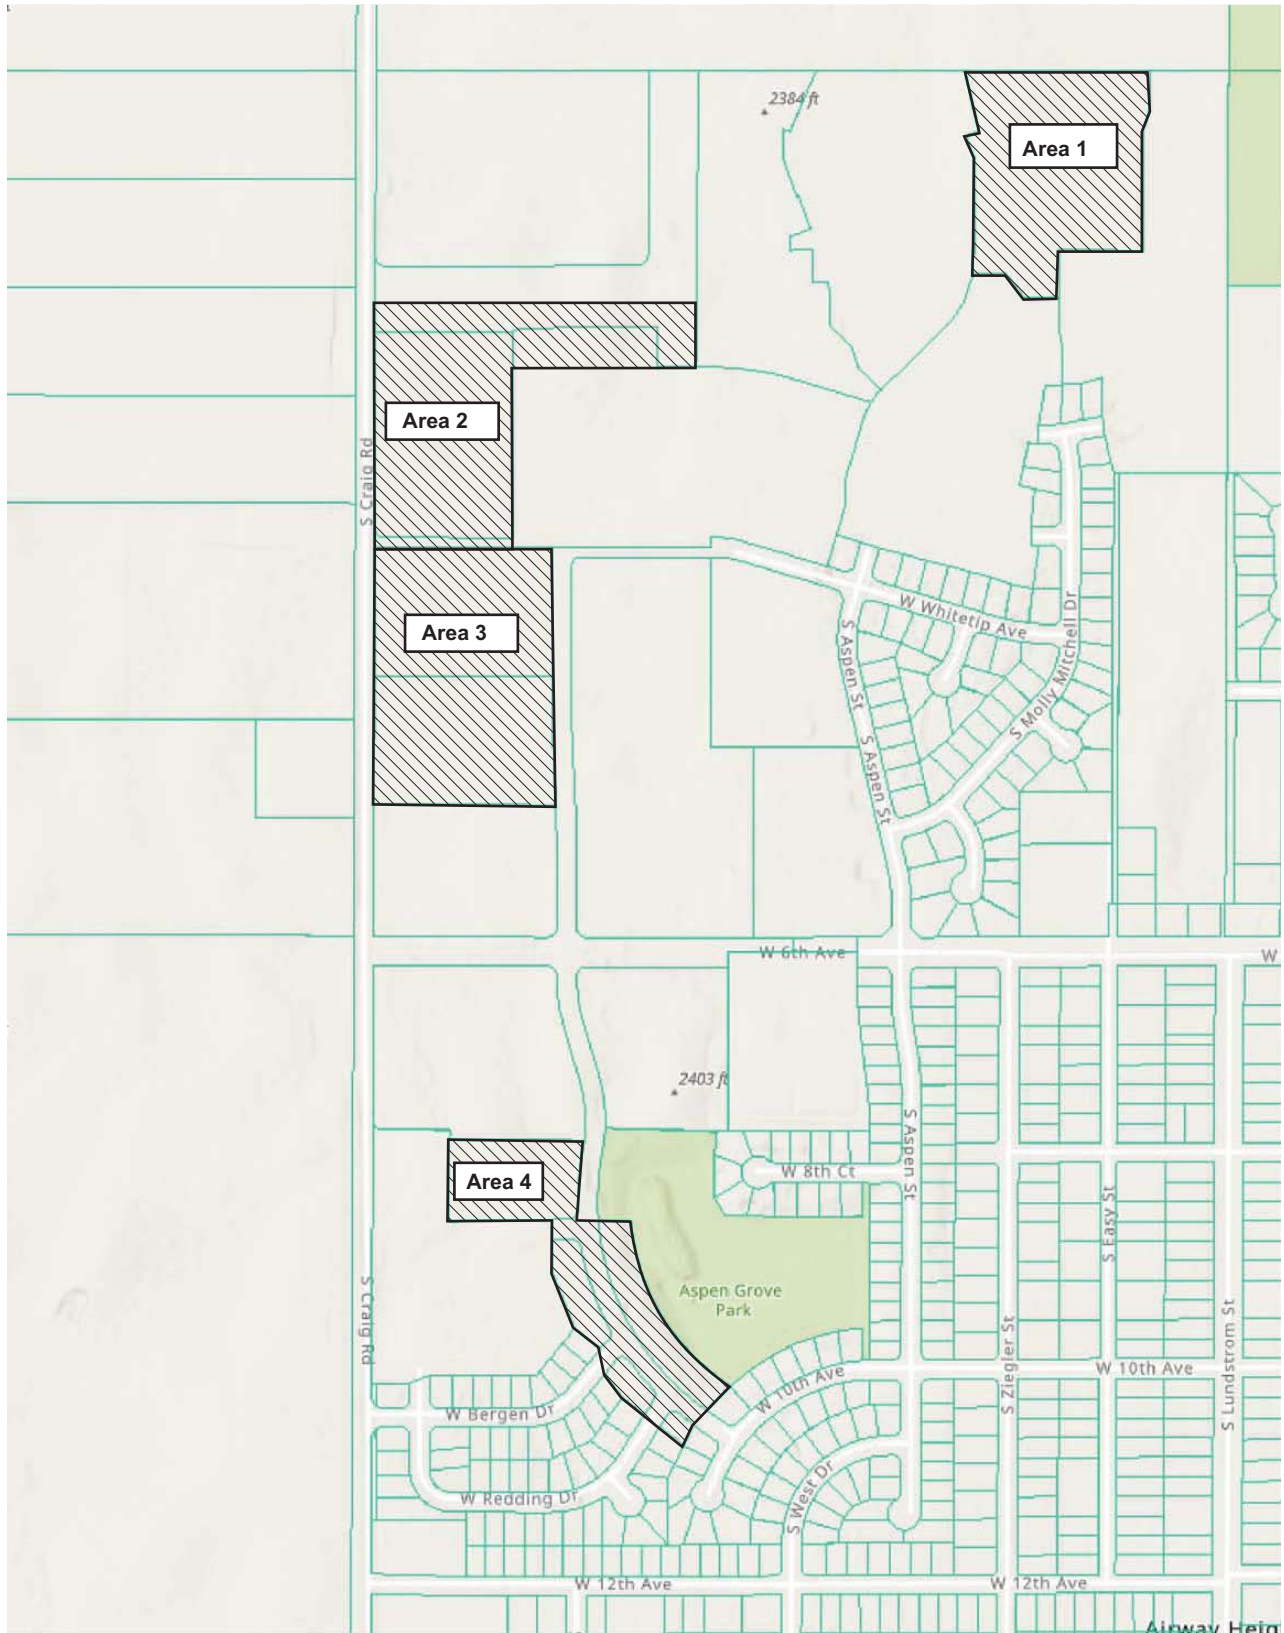 2384 ft
Area 1
Area 2
S Craig Rd
Area 3
W Whitetip Ave
S Aspen St
S Molly Mitchell Dr
S Aspen St
W 6th Ave
W
2403 ft
S Aspen St
W 8th Ct
Area 4
S Easy St
Aspen Grove
Park
S Craig Rd
S Ziegler St
S Lundstrom St
W 10th Ave
W 10th Ave
W Bergen Dr
S West Dr
W Redding Dr
W 12th Ave
W 12th Ave
Airway Heig